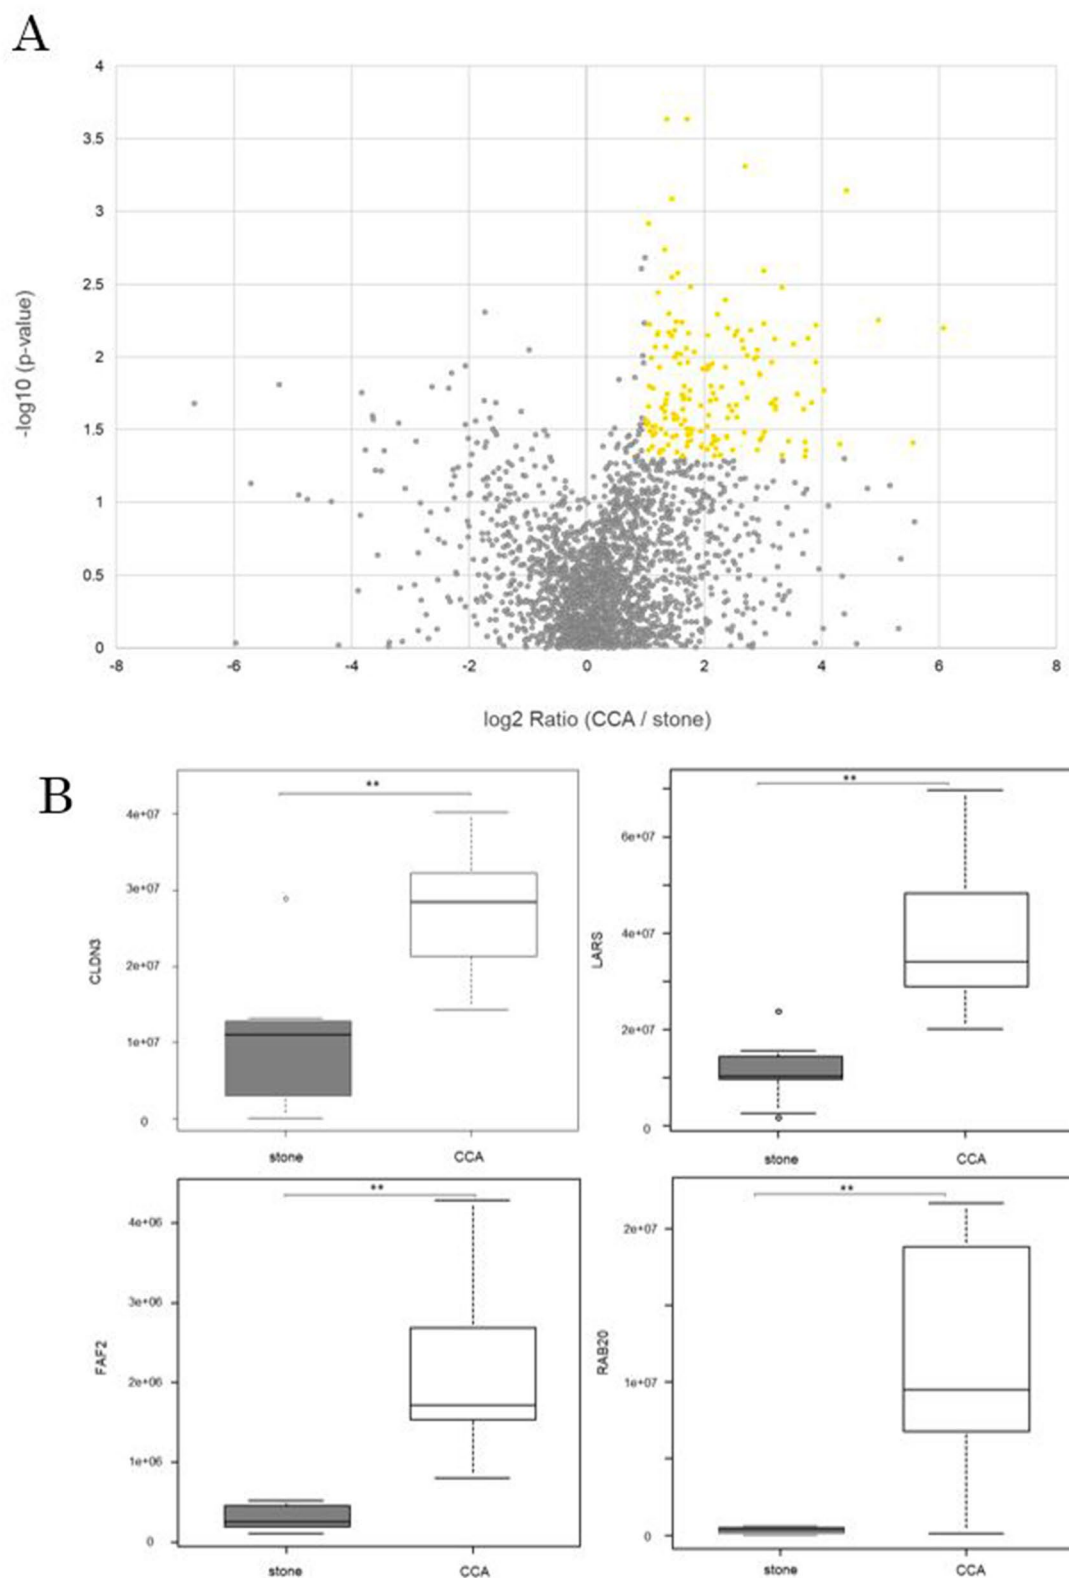 A
4
3.5
3
2.5
2
1.5
1
0.5
0
-log10 (p-value)
-8 -6 -4 -2 0 2 4 6 8
log2 Ratio (CCA / stone)
B
**
4e+07
3e+07
2e+07
1e+07
0
CLDN3
stone CCA
**
6e+07
4e+07
2e+07
0
LARS
stone CCA
**
4e+06
3e+06
2e+06
1e+06
0
FAF2
stone CCA
**
2e+07
1e+07
0
RAB20
stone CCA